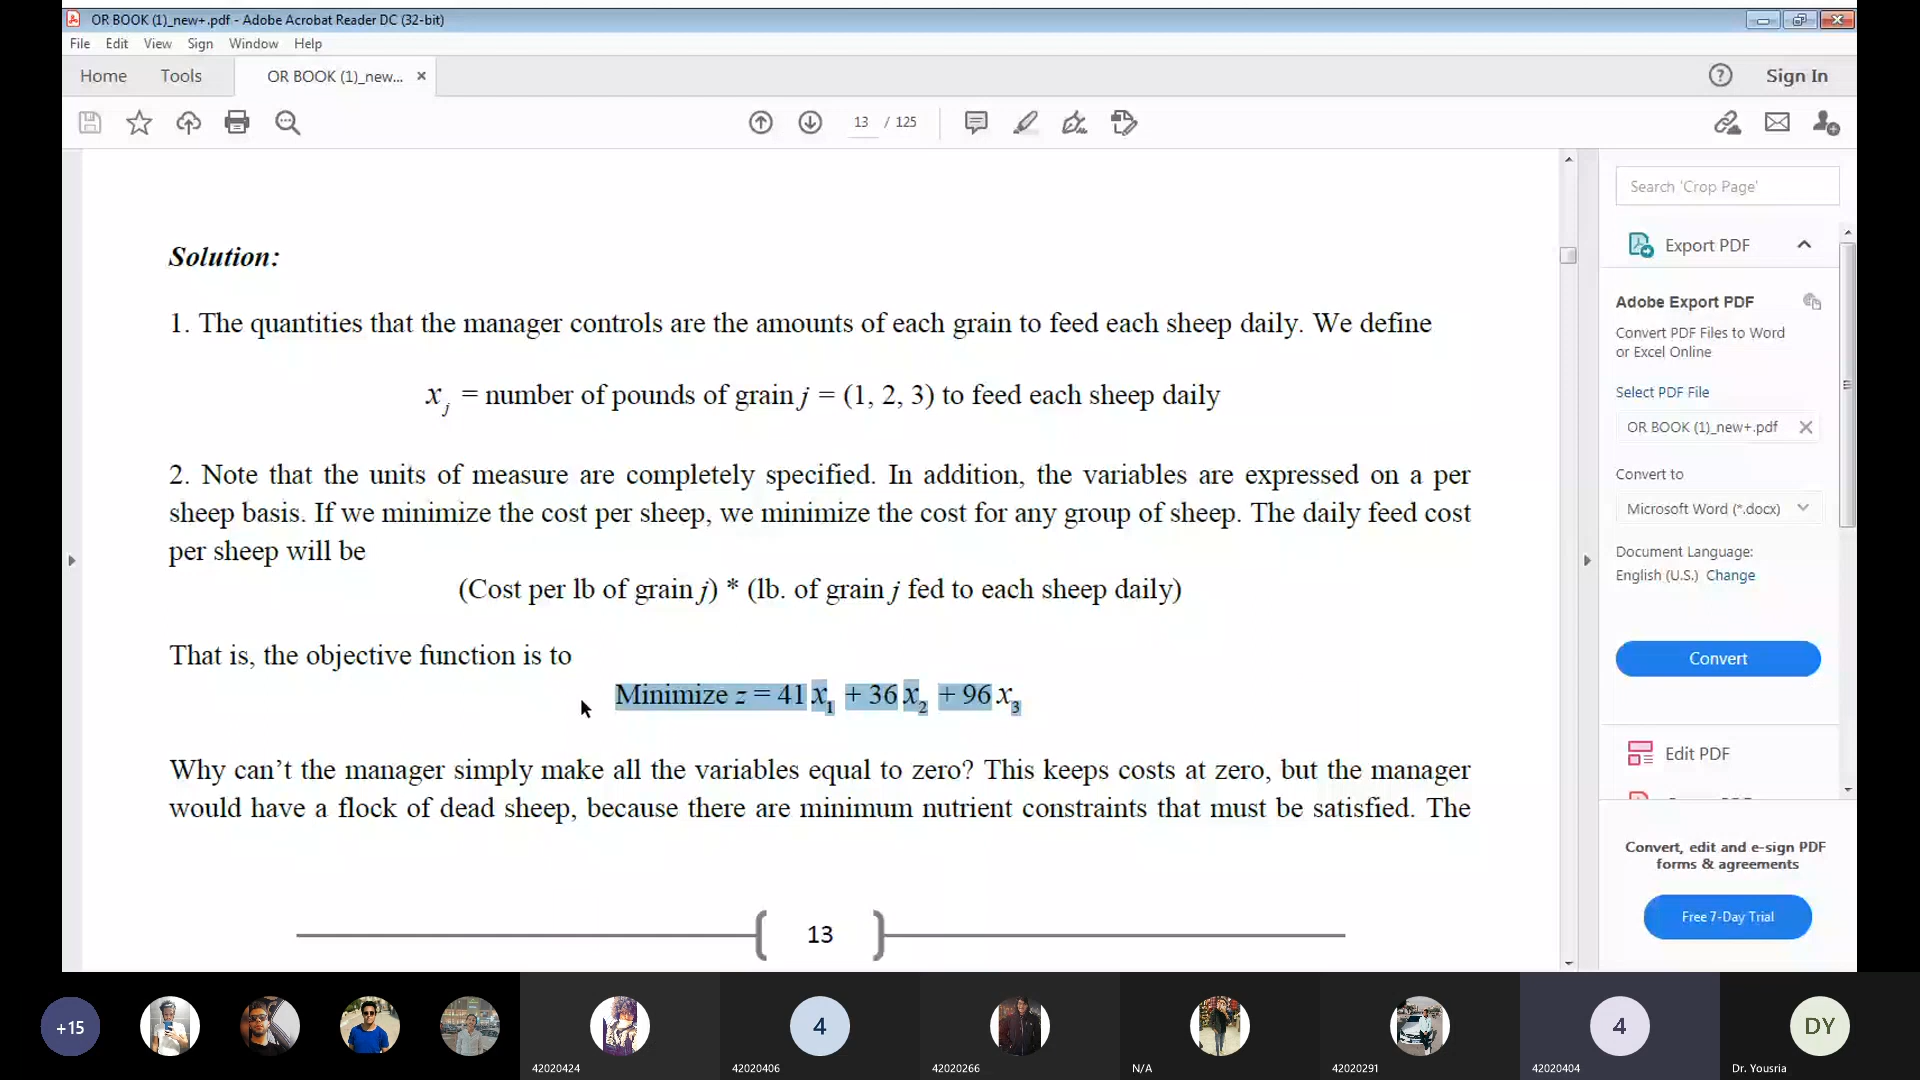 OR BOOK (1)_new+.pdf - Adobe Acrobat Reader DC (32-bit)
File Edit View Sign Window Help
Home Tools OR BOOK (1)_new... × Sign In
13 / 125
Solution:
1. The quantities that the manager controls are the amounts of each grain to feed each sheep daily. We define
x_j = number of pounds of grain j = (1, 2, 3) to feed each sheep daily
2. Note that the units of measure are completely specified. In addition, the variables are expressed on a per
sheep basis. If we minimize the cost per sheep, we minimize the cost for any group of sheep. The daily feed cost
per sheep will be
(Cost per lb of grain j) * (lb. of grain j fed to each sheep daily)
That is, the objective function is to
Minimize z = 41 x₁ + 36 x₂ + 96 x₃
Why can’t the manager simply make all the variables equal to zero? This keeps costs at zero, but the manager
would have a flock of dead sheep, because there are minimum nutrient constraints that must be satisfied. The
13
Search 'Crop Page'
Export PDF
Adobe Export PDF
Convert PDF Files to Word
or Excel Online
Select PDF File
OR BOOK (1)_new+.pdf
Convert to
Microsoft Word (*.docx)
Document Language:
English (U.S.) Change
Convert
Edit PDF
Convert, edit and e-sign PDF
forms & agreements
Free 7-Day Trial
+15 4 4 DY
42020424 42020406 42020266 N/A 42020291 42020404 Dr. Yousria